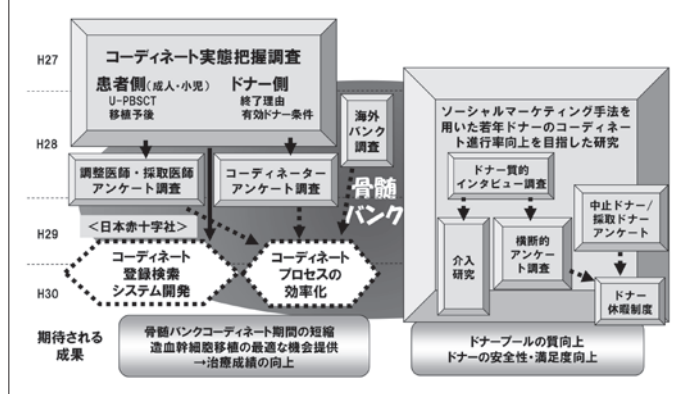 H27
コーディネート実態把握調査
患者側(成人・小児)
U-PBSCT
移植予後
ドナー側
終了理由
有効ドナー条件
H28
海外
バンク
調査
調整医師・採取医師
アンケート調査
コーディネーター
アンケート調査
骨髄
バンク
H29
<日本赤十字社>
コーディネート
登録検索
システム開発
コーディネート
プロセスの
効率化
H30
ソーシャルマーケティング手法を
用いた若年ドナーのコーディネー
ト進行率向上を目指した研究
ドナー質的
インタビュー調査
中止ドナー/
採取ドナー
アンケート
介入
研究
横断的
アンケー
ト調査
ドナー
休暇制度
期待される
成果
骨髄バンクコーディネート期間の短縮
造血幹細胞移植の最適な機会提供
→治療成績の向上
ドナープールの質向上
ドナーの安全性・満足度向上